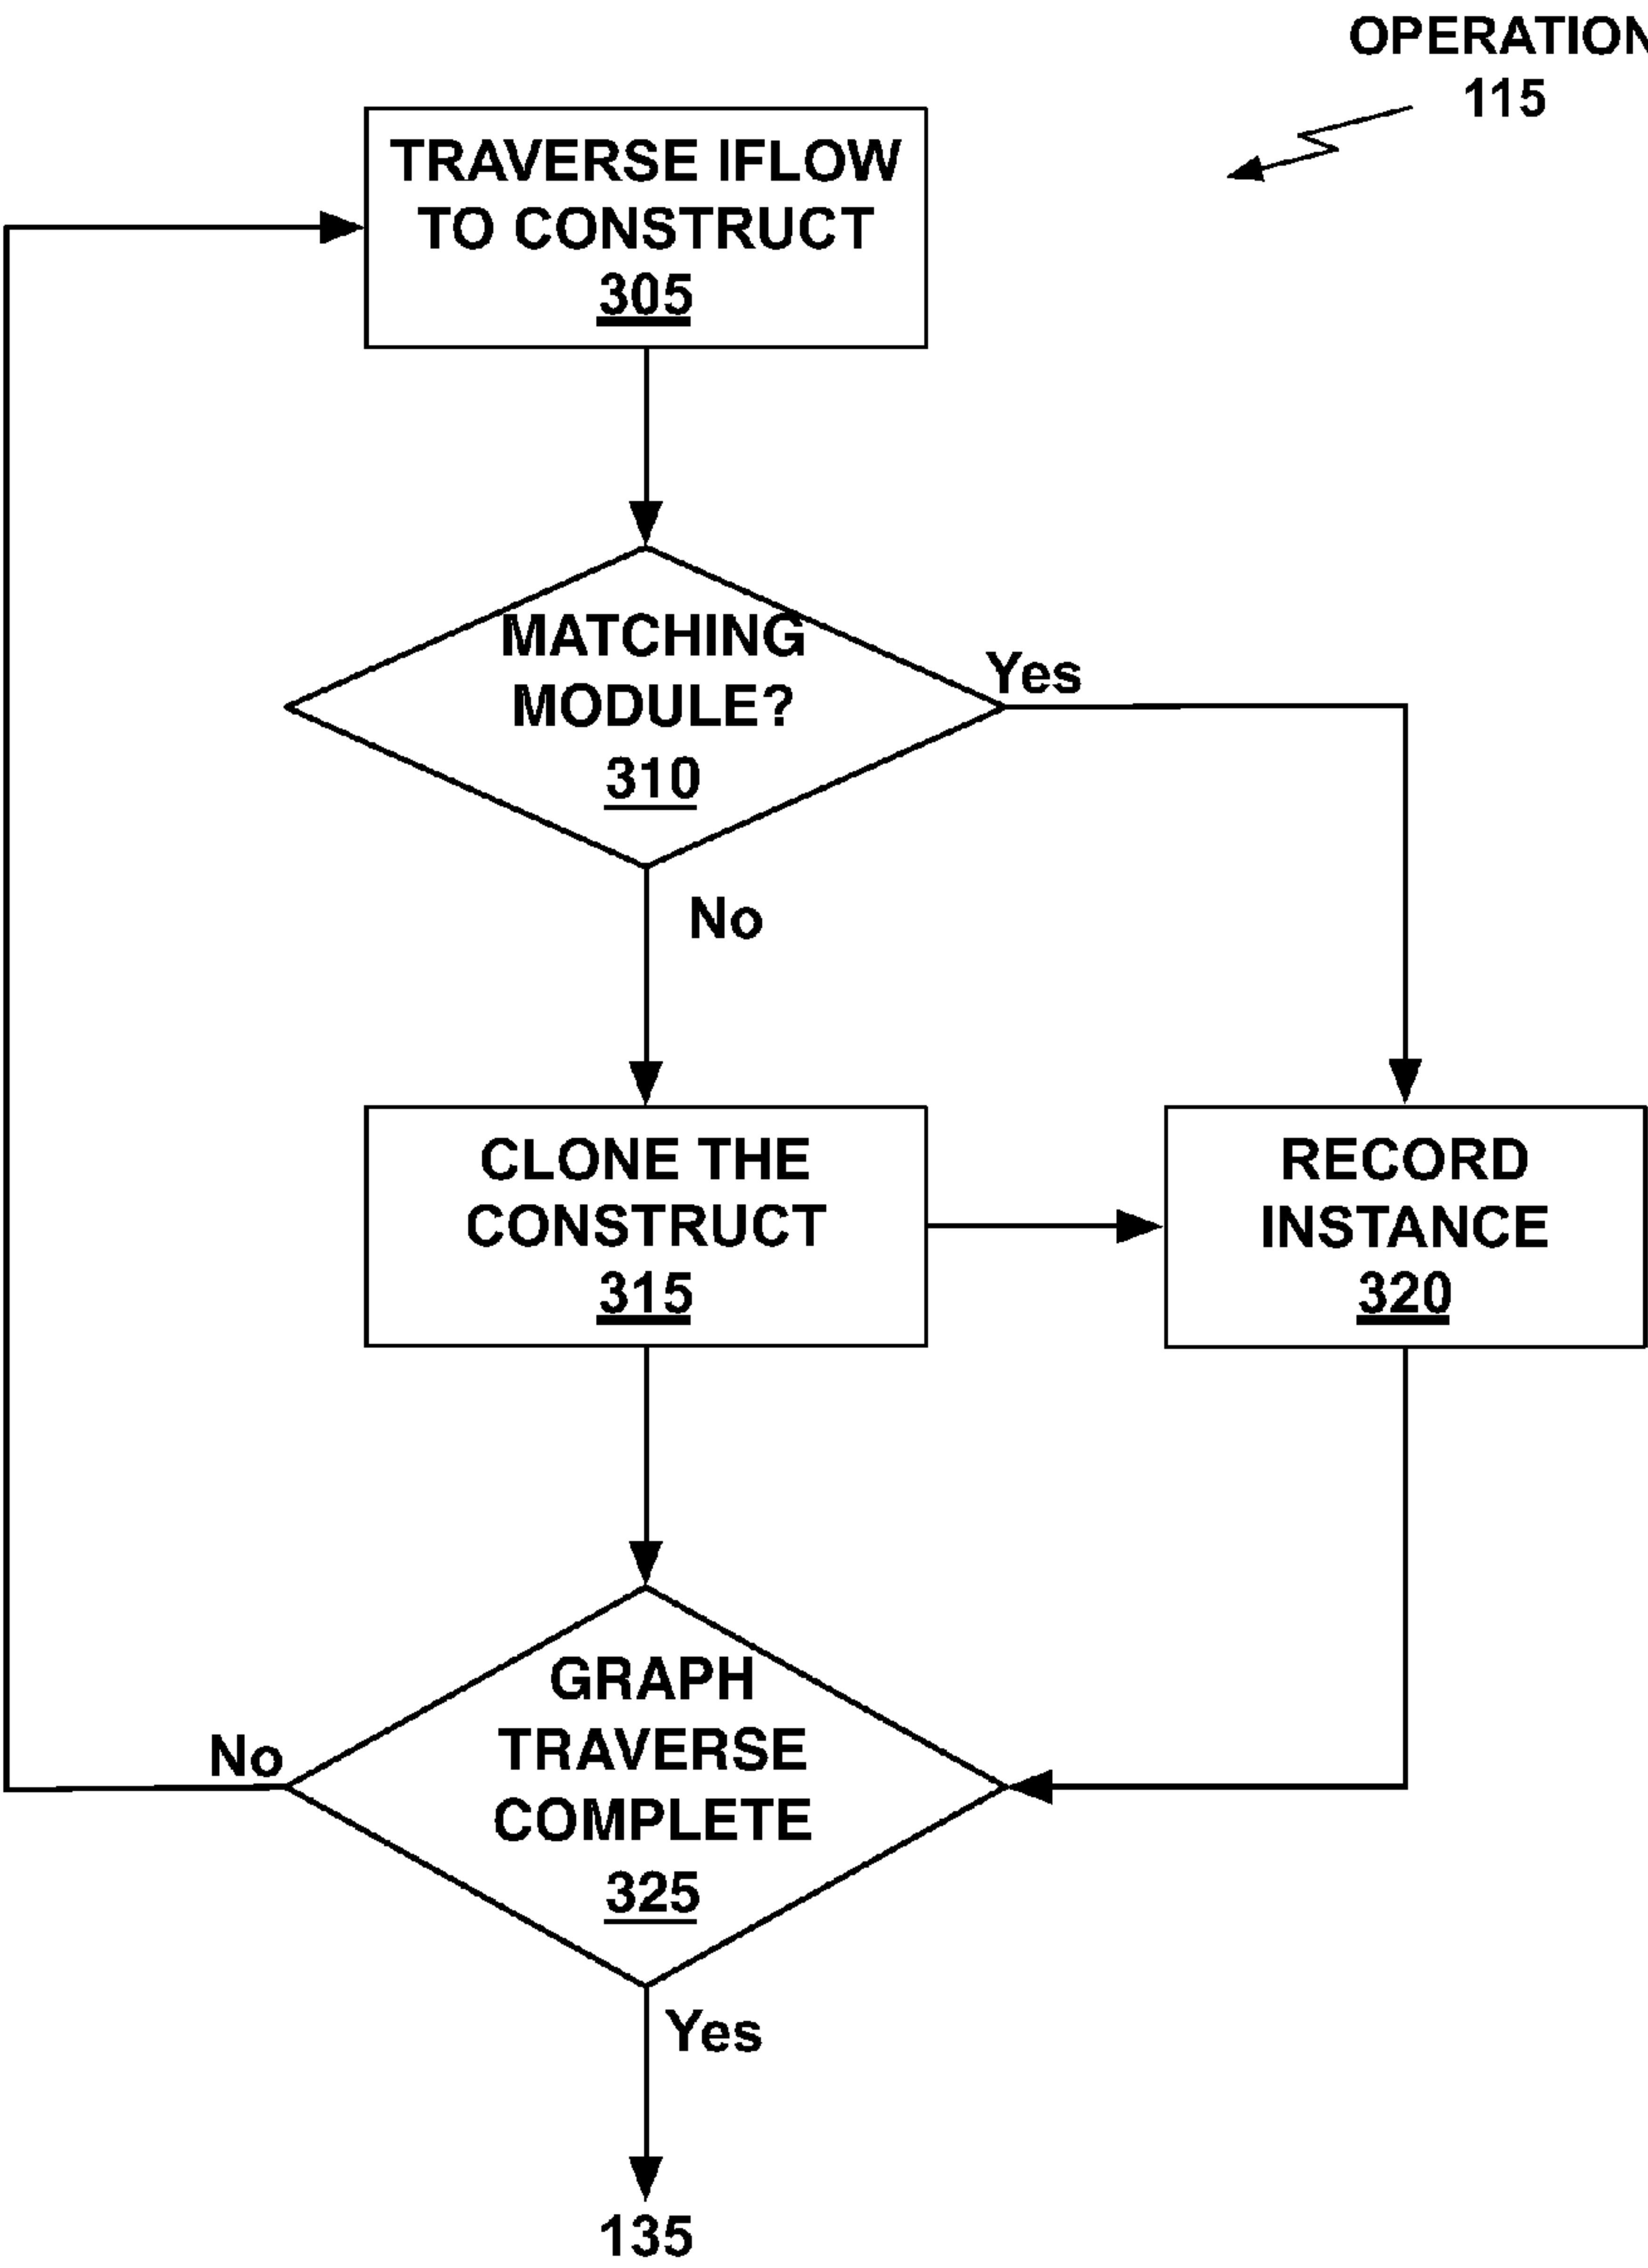 OPERATION
115
TRAVERSE IFLOW
TO CONSTRUCT
305
MATCHING
MODULE?
310
Yes
No
CLONE THE
CONSTRUCT
315
RECORD
INSTANCE
320
GRAPH
TRAVERSE
COMPLETE
325
No
Yes
135